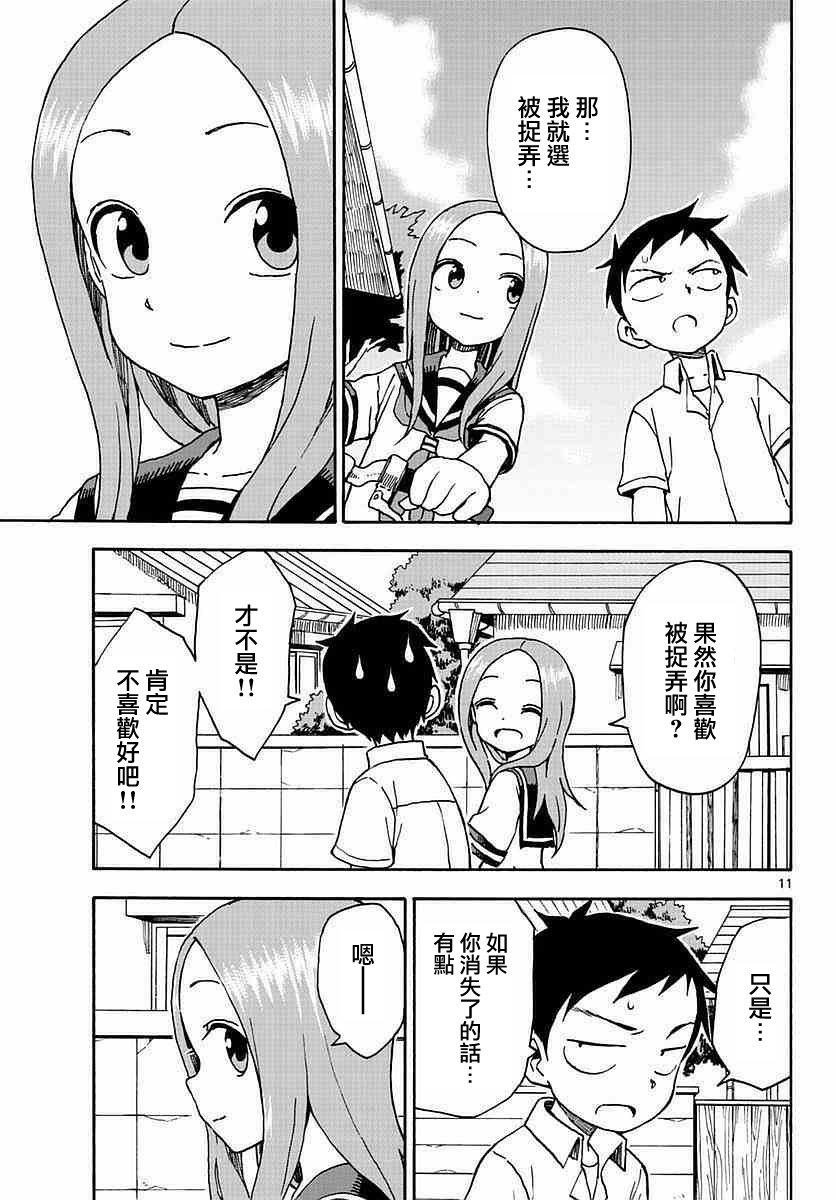 那…
我就選
被捉弄…
果然你喜歡
被捉弄啊?
才不是!!
肯定
不喜歡好吧!!
11
只是…
如果
你消失了的話…
有點
嗯——